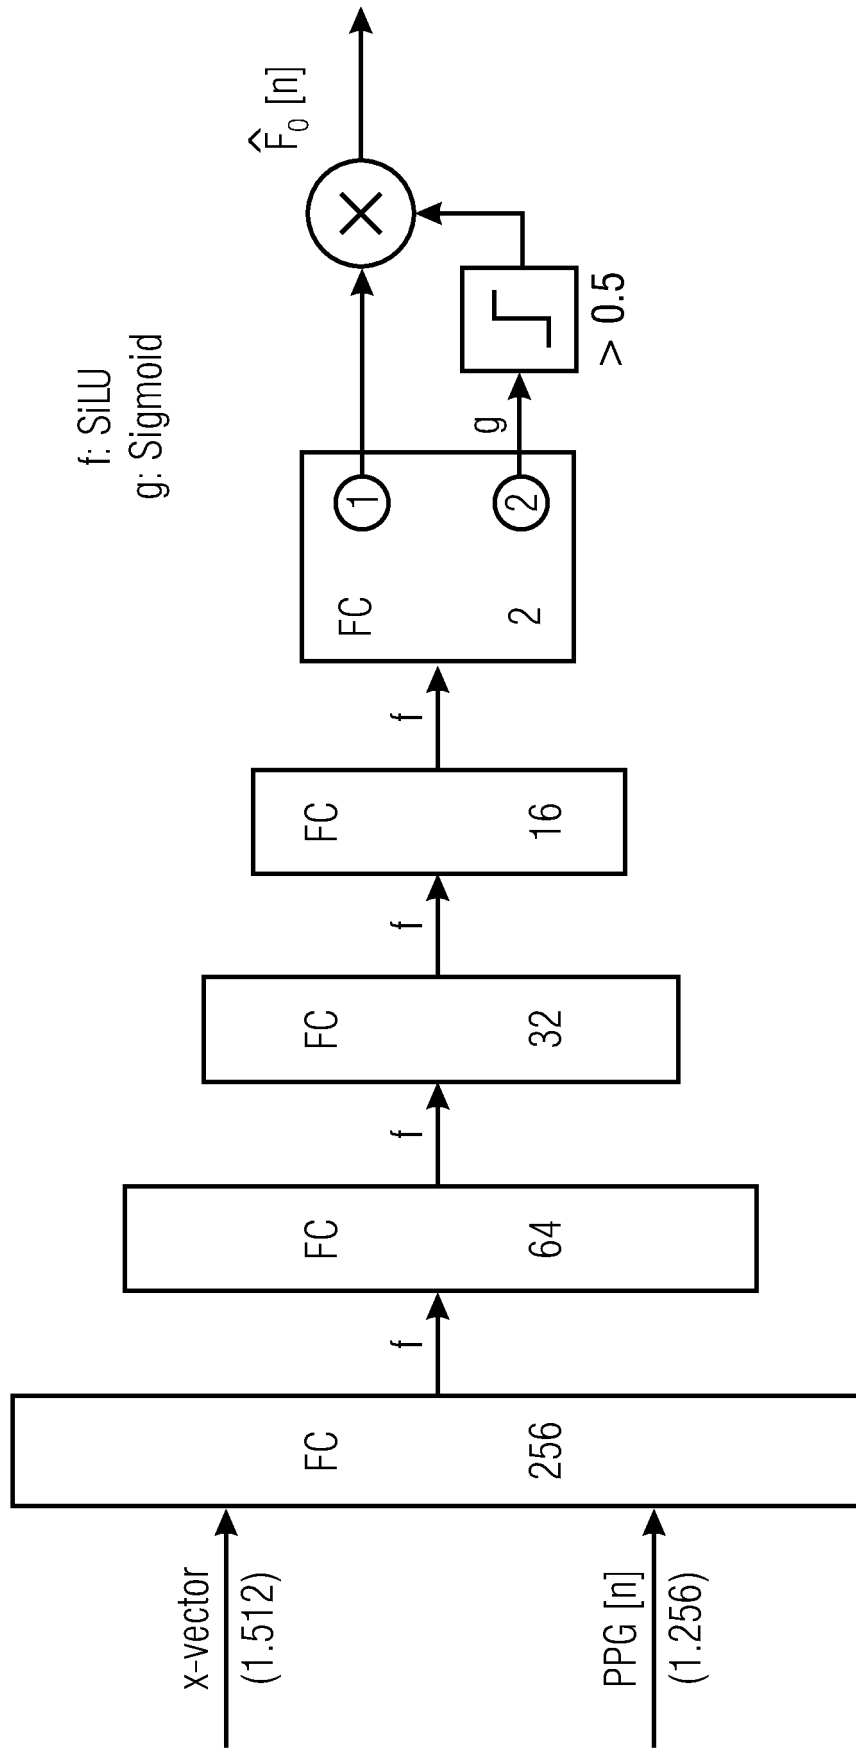 x-vector
(1.512)
PPG [n]
(1.256)
FC
256
f
FC
64
f
FC
32
f
FC
16
f
FC
2
1
2
g
> 0.5
F̂₀ [n]
f: SiLU
g: Sigmoid